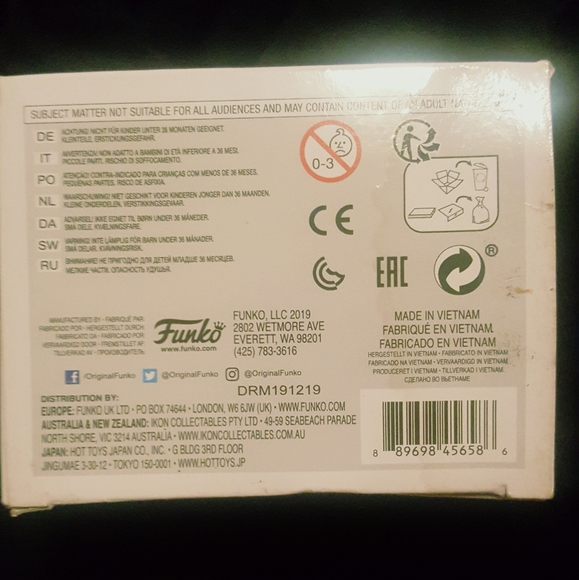 SUBJECT MATTER NOT SUITABLE FOR ALL AUDIENCES AND MAY CONTAIN CONTENT OF AN ADULT
DE ACHTUNG! NICHT FÜR KINDER UNTER 36 MONATEN GEEIGNET.
KLEINTEILE, ERSTICKUNGSGEFAHR.
IT AVVERTENZA! NON ADATTO A BAMBINI DI ETÀ INFERIORE A 36 MESI.
PICCOLE PARTI, RISCHIO DI SOFFOCAMENTO.
PO ATENÇAO! CONTRA-INDICADO PARA CRIANÇAS COM MENOS DE 36 MESES.
PEQUENAS PARTES, RISCO DE ASFIXIA.
NL WAARSCHUWING! NIET GESCHIKT VOOR KINDEREN JONGER DAN 36 MAANDEN.
KLEINE ONDERDELEN, VERSTIKKINGSGEVAAR.
DA ADVARSEL! IKKE EGNET TIL BØRN UNDER 36 MÅNEDER.
SMÅ DELE, KVÆLNINGSFARE.
SW VARNING! INTE LÄMPLIG FÖR BARN UNDER 36 MÅNADER.
SMÅ DELAR, KVÄVNINGSRISK.
RU ВНИМАНИЕ! НЕ ПРИГОДНО ДЛЯ ДЕТЕЙ МЛАДШЕ 36 МЕСЯЦЕВ.
МЕЛКИЕ ЧАСТИ, ОПАСНОСТЬ УДУШЬЯ.
0-3
CE
EAC
®
MANUFACTURED BY - FABRIQUÉ PAR
FABRICADO POR - HERGESTELLT DURCH
FABRICATO DA - FABRICADO POR
VERVAARDIGD DOOR - FREMSTILLET AF
TILLVERKAD AV - ПРОИЗВОДИТЕЛЬ
Funko
www.funko.com
FUNKO, LLC 2019
2802 WETMORE AVE
EVERETT, WA 98201
(425) 783-3616
MADE IN VIETNAM
FABRIQUÉ EN VIETNAM
FABRICADO EN VIETNAM
HERGESTELLT IN VIETNAM - FABBRICATO IN VIETNAM
FABRICADO NO VIETNAM - VERVAARDIGD IN VIETNAM
PRODUCERET I VIETNAM - TILLVERKAD I VIETNAM
СДЕЛАНО ВО ВЬЕТНАМЕ
f /OriginalFunko @OriginalFunko @OriginalFunko
DRM191219
DISTRIBUTION BY:
EUROPE: FUNKO UK LTD - PO BOX 74644 - LONDON, W6 6JW (UK) - WWW.FUNKO.COM
AUSTRALIA & NEW ZEALAND: IKON COLLECTABLES PTY LTD - 49-59 SEABEACH PARADE
NORTH SHORE, VIC 3214 AUSTRALIA - WWW.IKONCOLLECTABLES.COM.AU
JAPAN: HOT TOYS JAPAN CO., INC. - G BLDG 3RD FLOOR
JINGUMAE 3-30-12 - TOKYO 150-0001 - WWW.HOTTOYS.JP
8 89698 45658 6